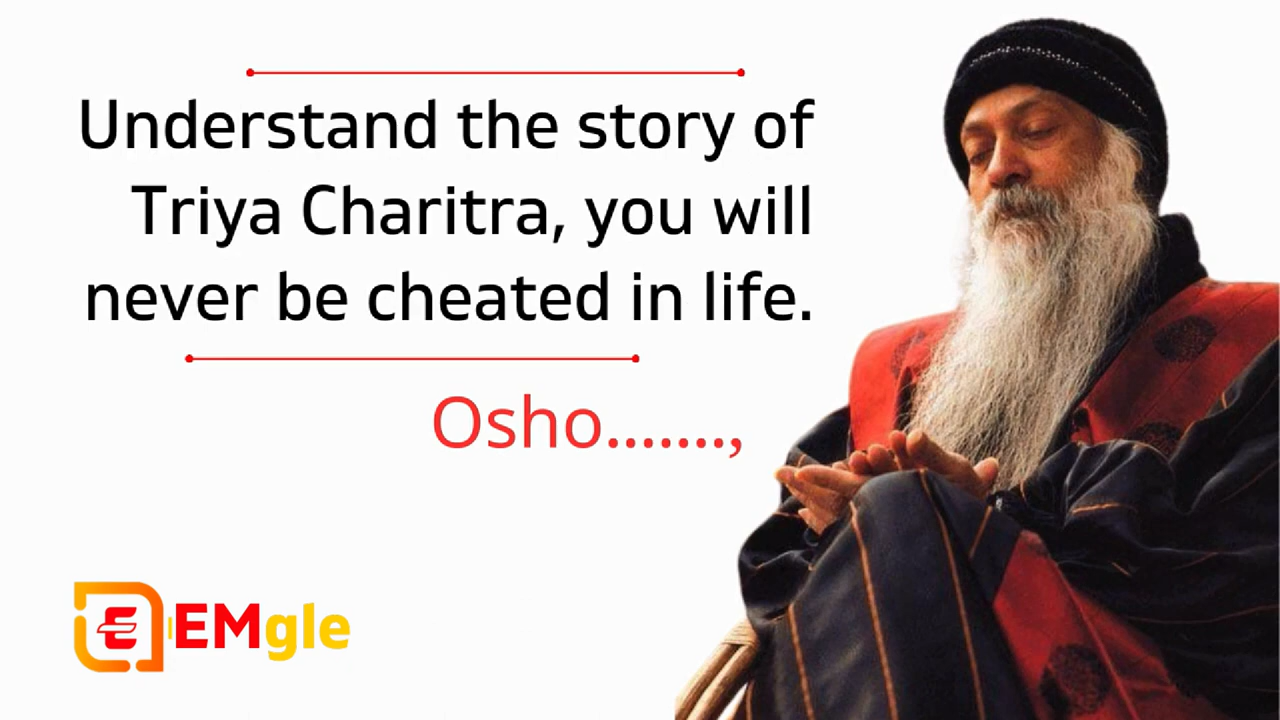 Understand the story of
Triya Charitra, you will
never be cheated in life.
Osho.......,
EMgle